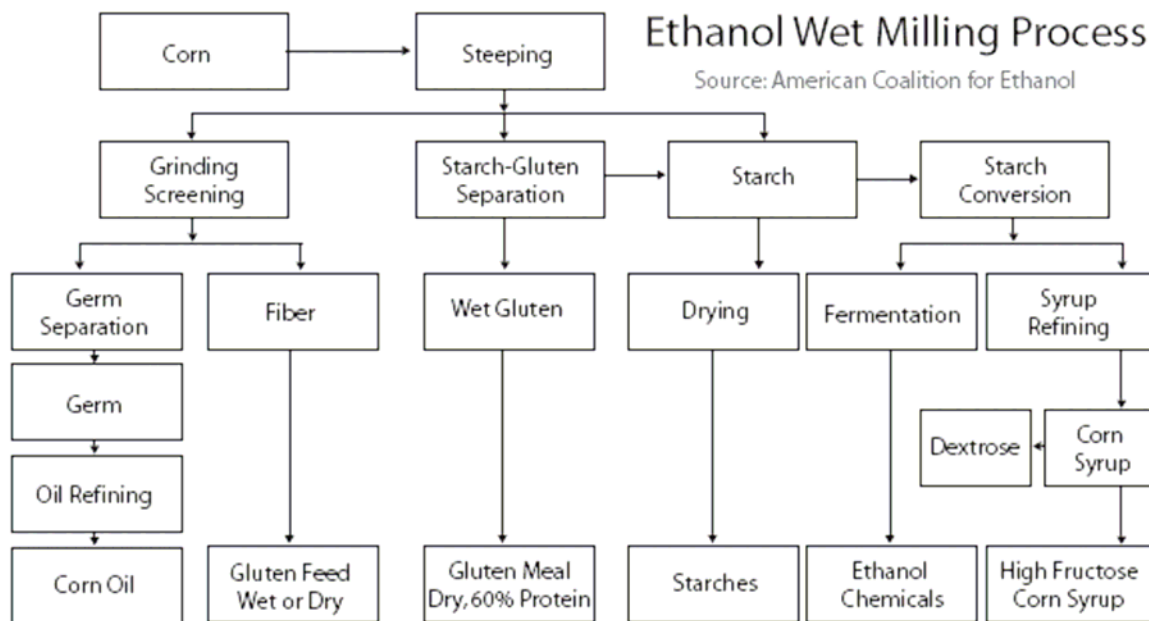 Ethanol Wet Milling Process
Source: American Coalition for Ethanol
Corn
Steeping
Grinding
Screening
Starch-Gluten
Separation
Starch
Starch
Conversion
Germ
Separation
Fiber
Wet Gluten
Drying
Fermentation
Syrup
Refining
Germ
Dextrose
Corn
Syrup
Oil Refining
Corn Oil
Gluten Feed
Wet or Dry
Gluten Meal
Dry, 60% Protein
Starches
Ethanol
Chemicals
High Fructose
Corn Syrup